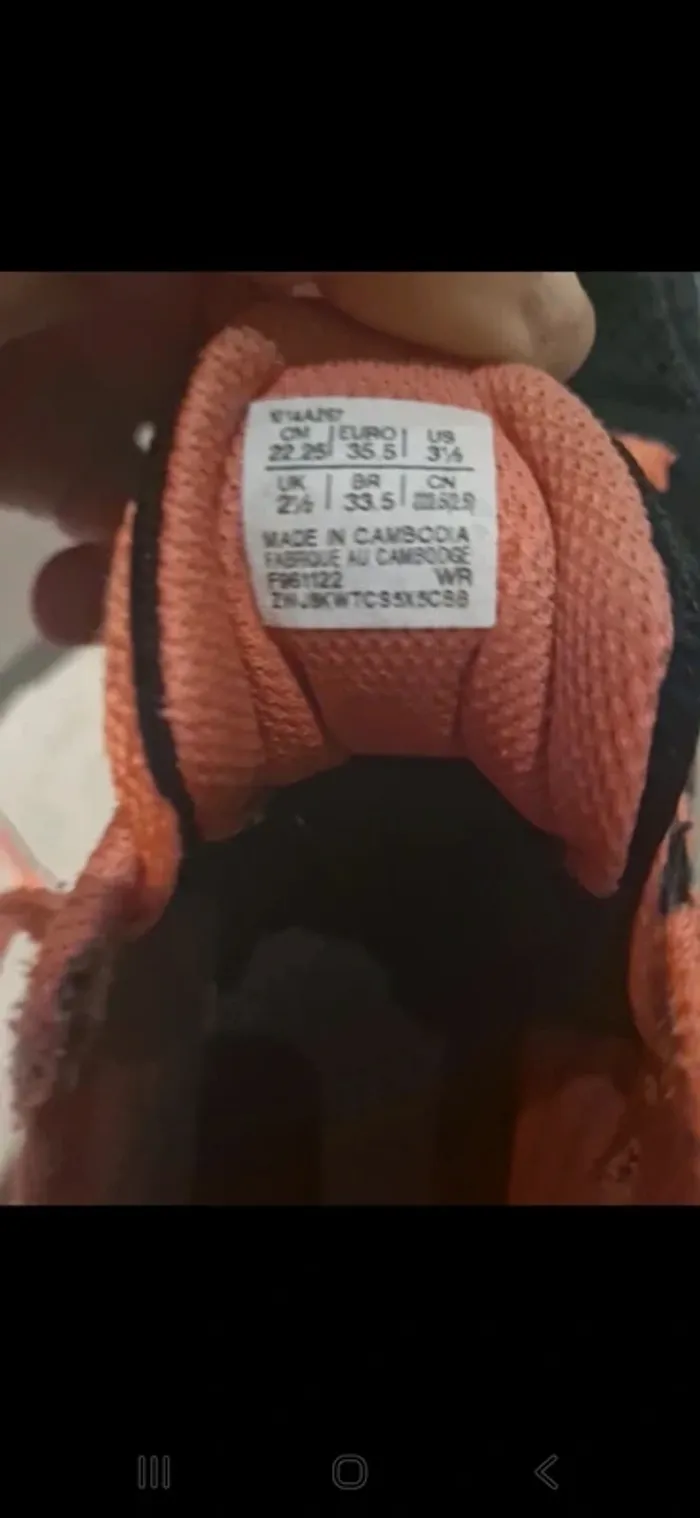 CM | EURO | US
22.25 | 35.5 | 3½
UK | BR | CN
2½ | 33.5 |
MADE IN CAMBODIA
FABRIQUE AU CAMBODGE
F961122 WR